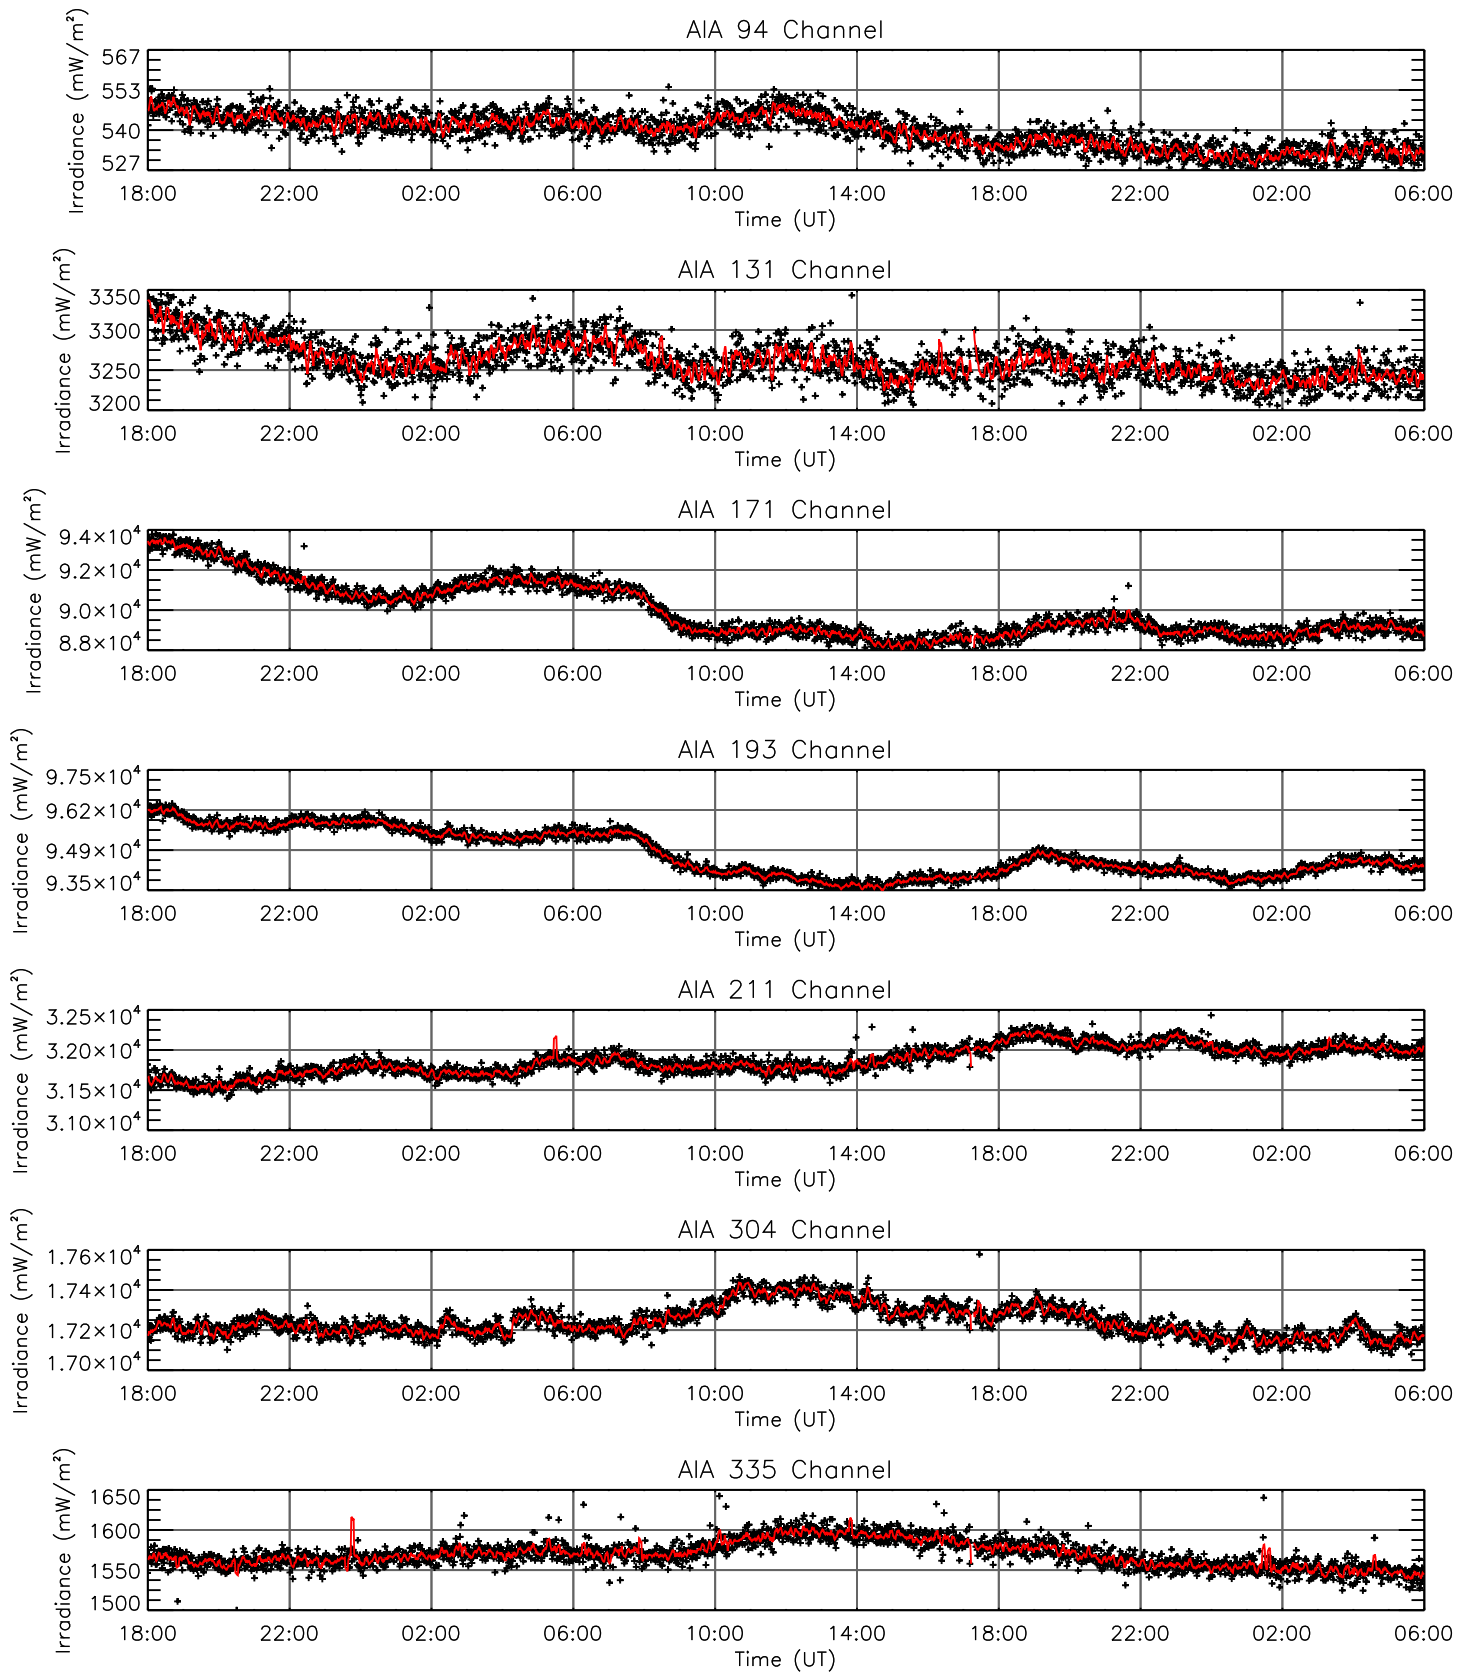 AIA 94 Channel
Irradiance (mW/m²)
567
553
540
527
18:00 22:00 02:00 06:00 10:00 14:00 18:00 22:00 02:00 06:00
Time (UT)
AIA 131 Channel
Irradiance (mW/m²)
3350
3300
3250
3200
18:00 22:00 02:00 06:00 10:00 14:00 18:00 22:00 02:00 06:00
Time (UT)
AIA 171 Channel
Irradiance (mW/m²)
9.4×10⁴
9.2×10⁴
9.0×10⁴
8.8×10⁴
18:00 22:00 02:00 06:00 10:00 14:00 18:00 22:00 02:00 06:00
Time (UT)
AIA 193 Channel
Irradiance (mW/m²)
9.75×10⁴
9.62×10⁴
9.49×10⁴
9.35×10⁴
18:00 22:00 02:00 06:00 10:00 14:00 18:00 22:00 02:00 06:00
Time (UT)
AIA 211 Channel
Irradiance (mW/m²)
3.25×10⁴
3.20×10⁴
3.15×10⁴
3.10×10⁴
18:00 22:00 02:00 06:00 10:00 14:00 18:00 22:00 02:00 06:00
Time (UT)
AIA 304 Channel
Irradiance (mW/m²)
1.76×10⁴
1.74×10⁴
1.72×10⁴
1.70×10⁴
18:00 22:00 02:00 06:00 10:00 14:00 18:00 22:00 02:00 06:00
Time (UT)
AIA 335 Channel
Irradiance (mW/m²)
1650
1600
1550
1500
18:00 22:00 02:00 06:00 10:00 14:00 18:00 22:00 02:00 06:00
Time (UT)